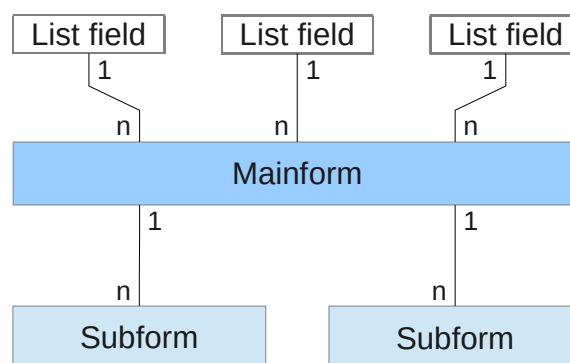 List field List field List field
1 1 1
n n n
Mainform
1 1
n n
Subform Subform